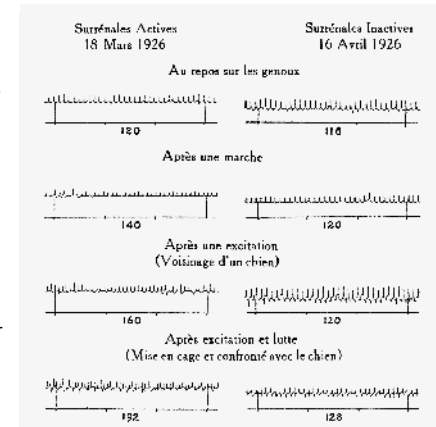 Surrénales Actives
18 Mars 1926
Surrénales Inactives
16 Avril 1926
Au repos sur les genoux
120
116
Après une marche
140
120
Après une excitation
(Voisinage d'un chien)
160
120
Après excitation et lutte
(Mise en cage et confronté avec le chien)
192
128